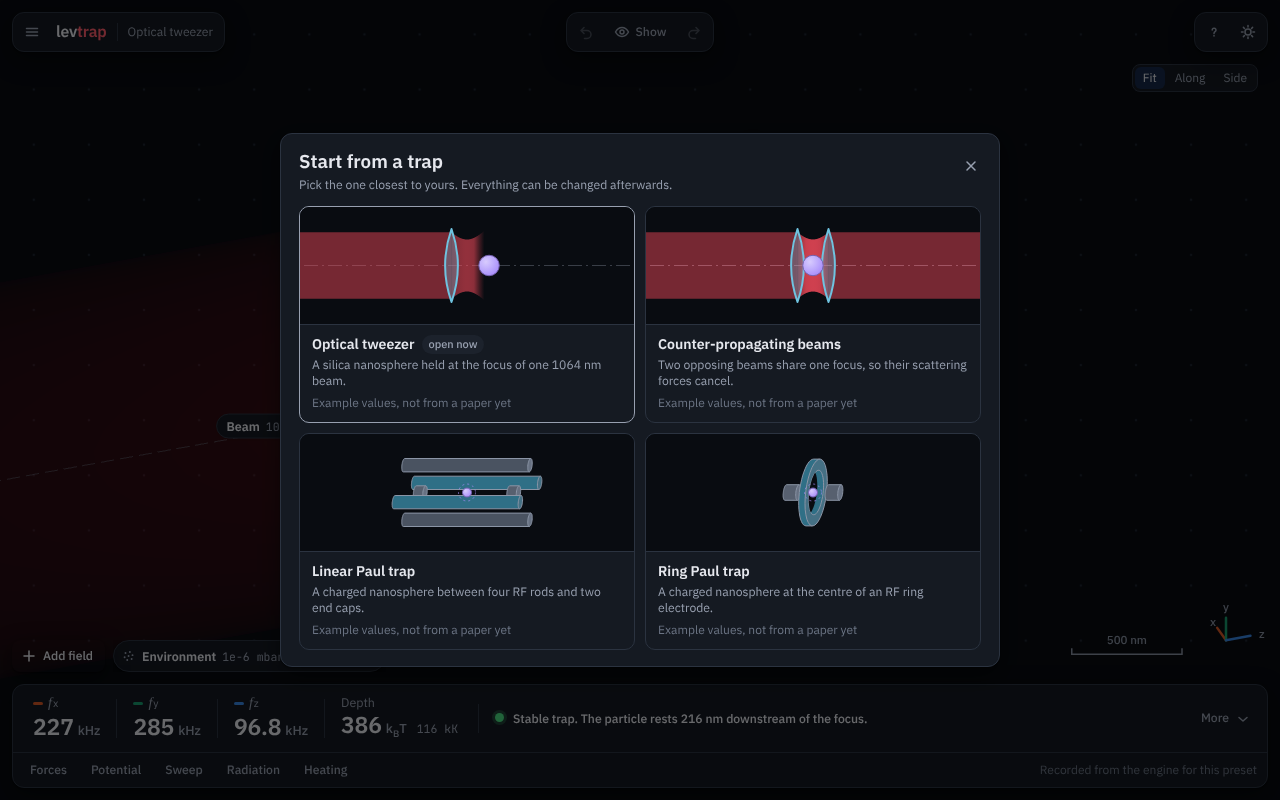 levtrap Optical tweezer
Show
?
Fit Along Side
Start from a trap
Pick the one closest to yours. Everything can be changed afterwards.
Optical tweezer open now
A silica nanosphere held at the focus of one 1064 nm
beam.
Example values, not from a paper yet
Counter-propagating beams
Two opposing beams share one focus, so their scattering
forces cancel.
Example values, not from a paper yet
Beam 10
Linear Paul trap
A charged nanosphere between four RF rods and two
end caps.
Example values, not from a paper yet
Ring Paul trap
A charged nanosphere at the centre of an RF ring
electrode.
Example values, not from a paper yet
y
x
z
500 nm
Add field
Environment 1e-6 mbar
fx
227 kHz
fy
285 kHz
fz
96.8 kHz
Depth
386 kBT 116 kK
Stable trap. The particle rests 216 nm downstream of the focus.
More
Forces Potential Sweep Radiation Heating
Recorded from the engine for this preset